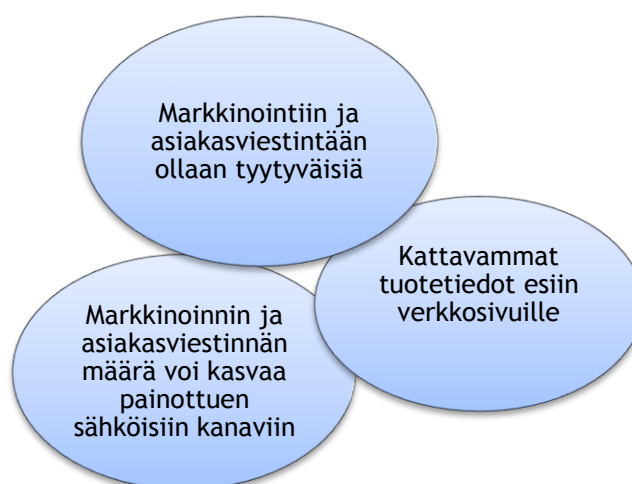 Markkinointiin ja
asiakasviestintään
ollaan tyytyväisiä
Kattavammat
tuotetiedot esiin
verkkosivuille
Markkinoinnin ja
asiakasviestinnän
määrä voi kasvaa
painottuen
sähköisiin kanaviin